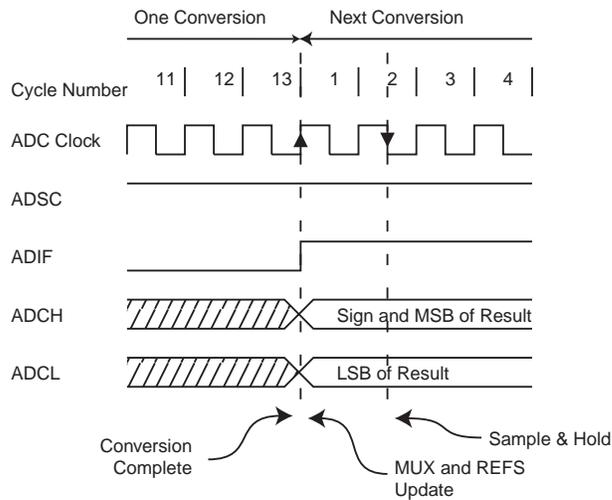 One Conversion Next Conversion
Cycle Number 11 12 13 1 2 3 4
ADC Clock
ADSC
ADIF
ADCH Sign and MSB of Result
ADCL LSB of Result
Conversion
Complete
MUX and REFS
Update
Sample & Hold